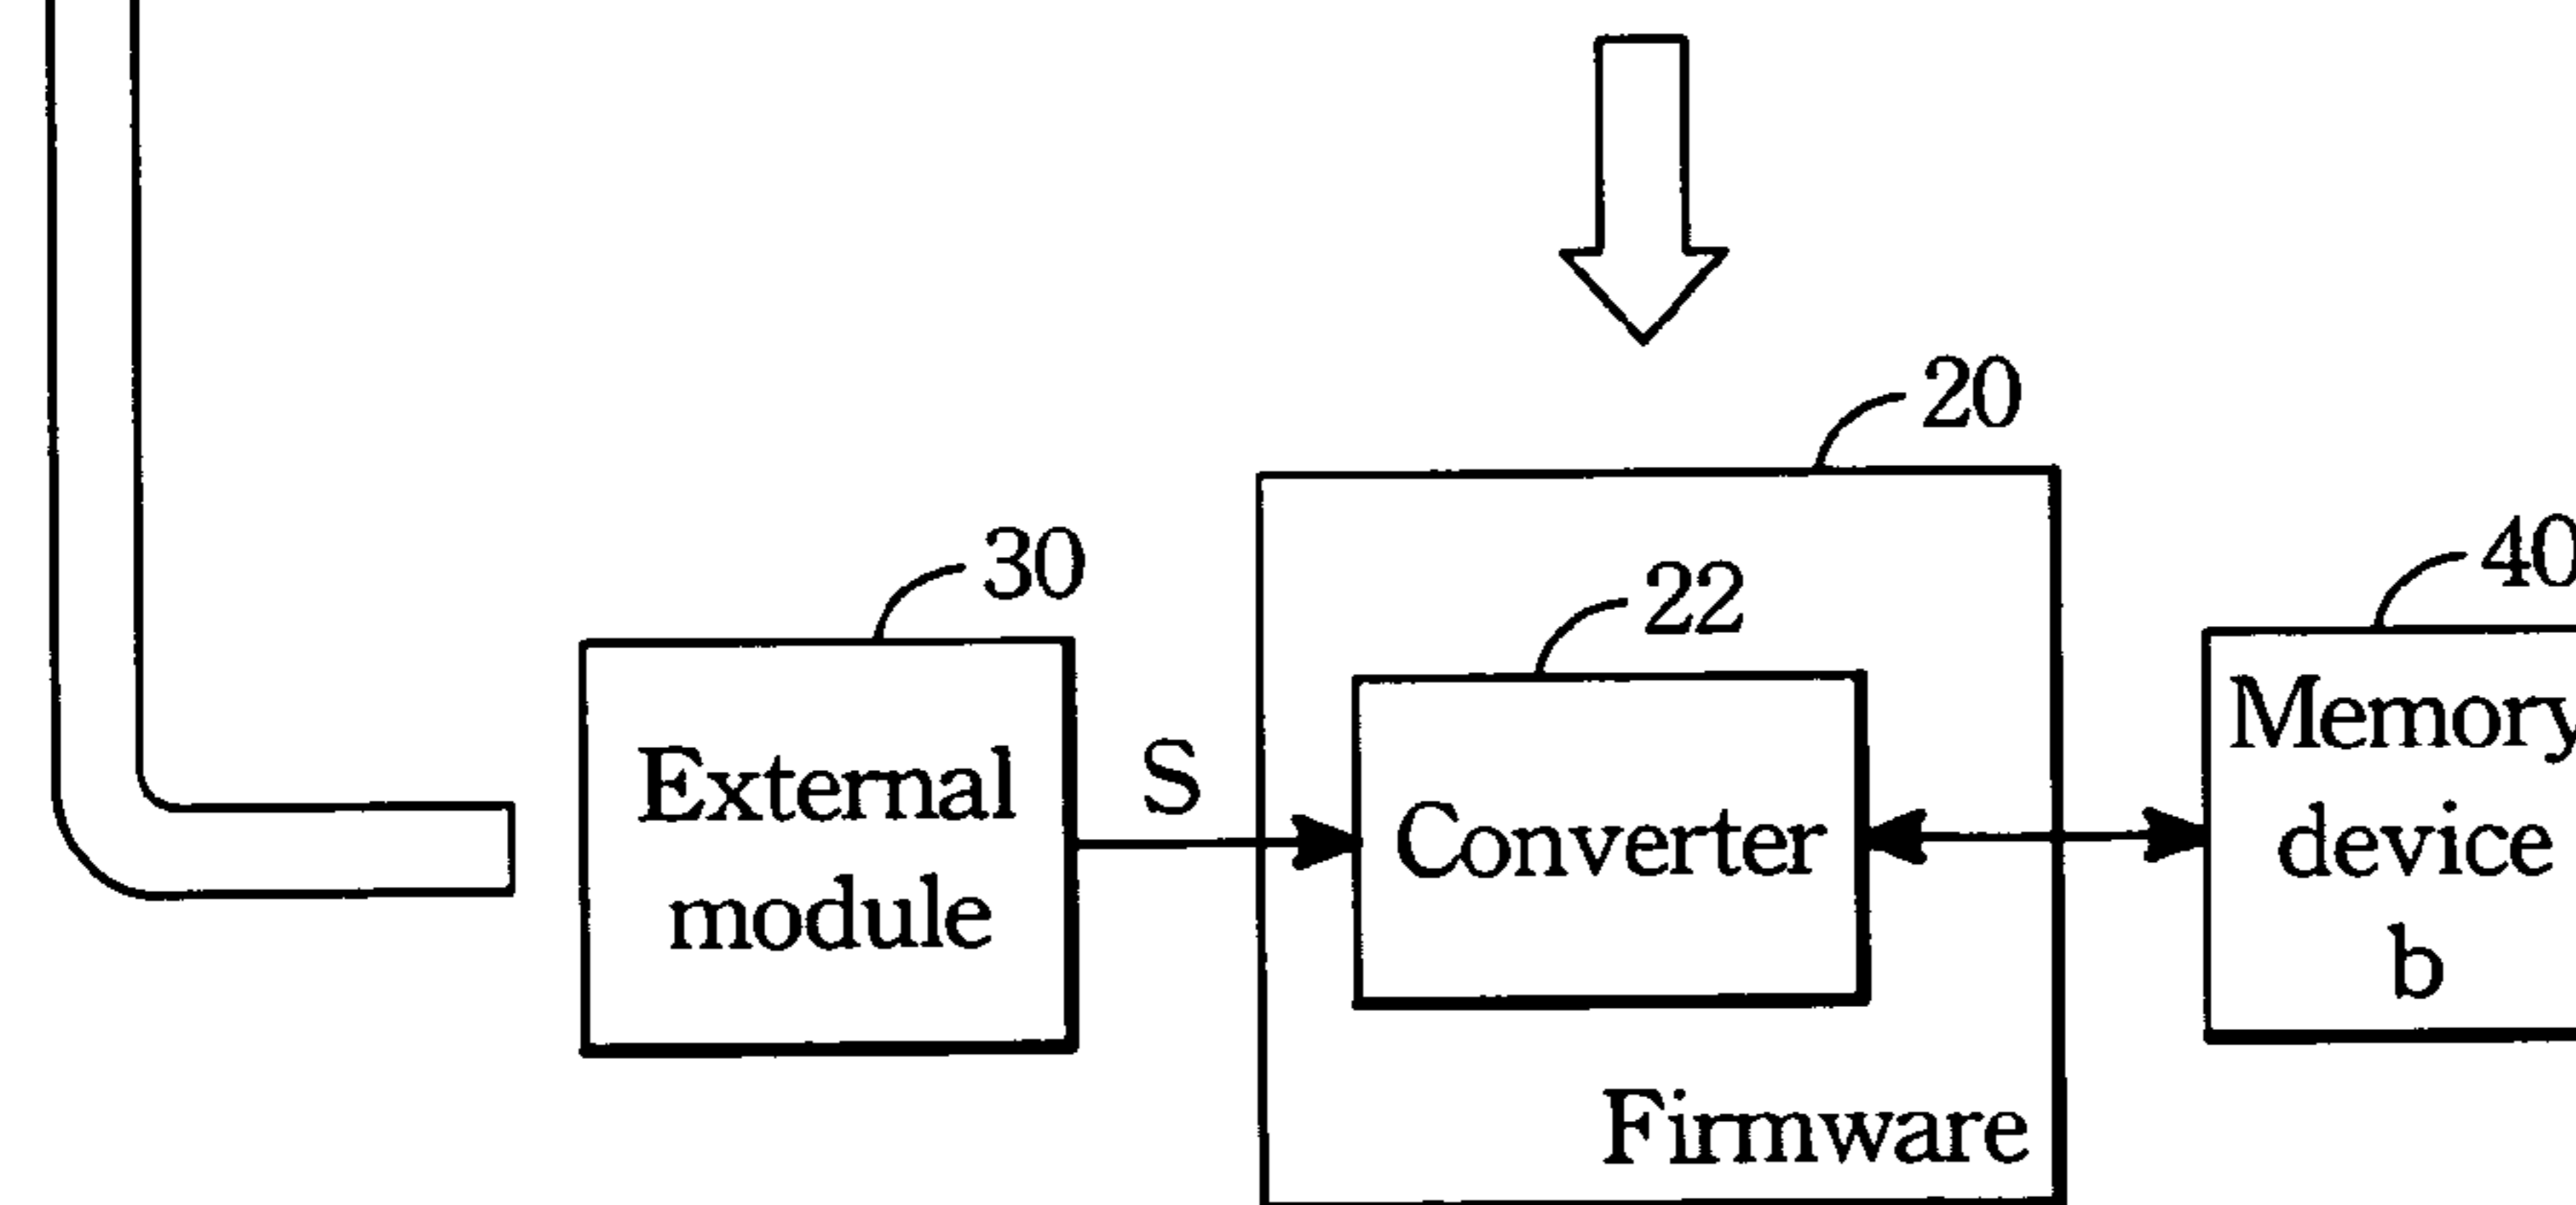 20
30
22
40
External
module
S
Converter
Memory
device
b
Firmware